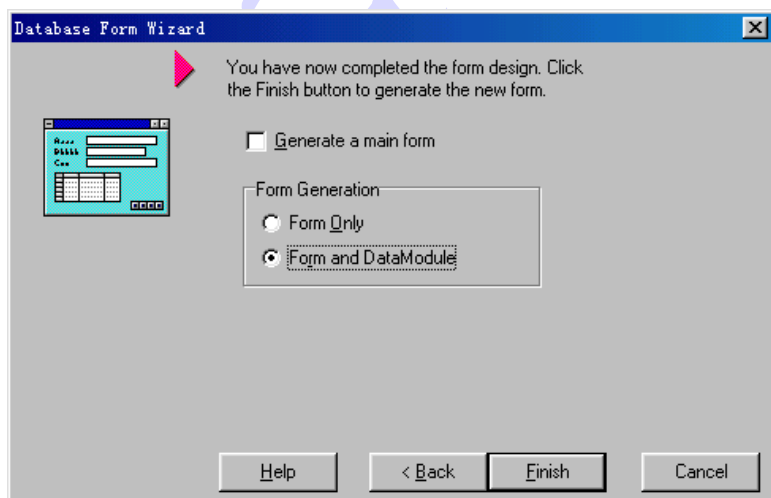 Database Form Wizard
You have now completed the form design. Click
the Finish button to generate the new form.
Generate a main form
Form Generation
Form Only
Form and DataModule
Help
< Back
Finish
Cancel